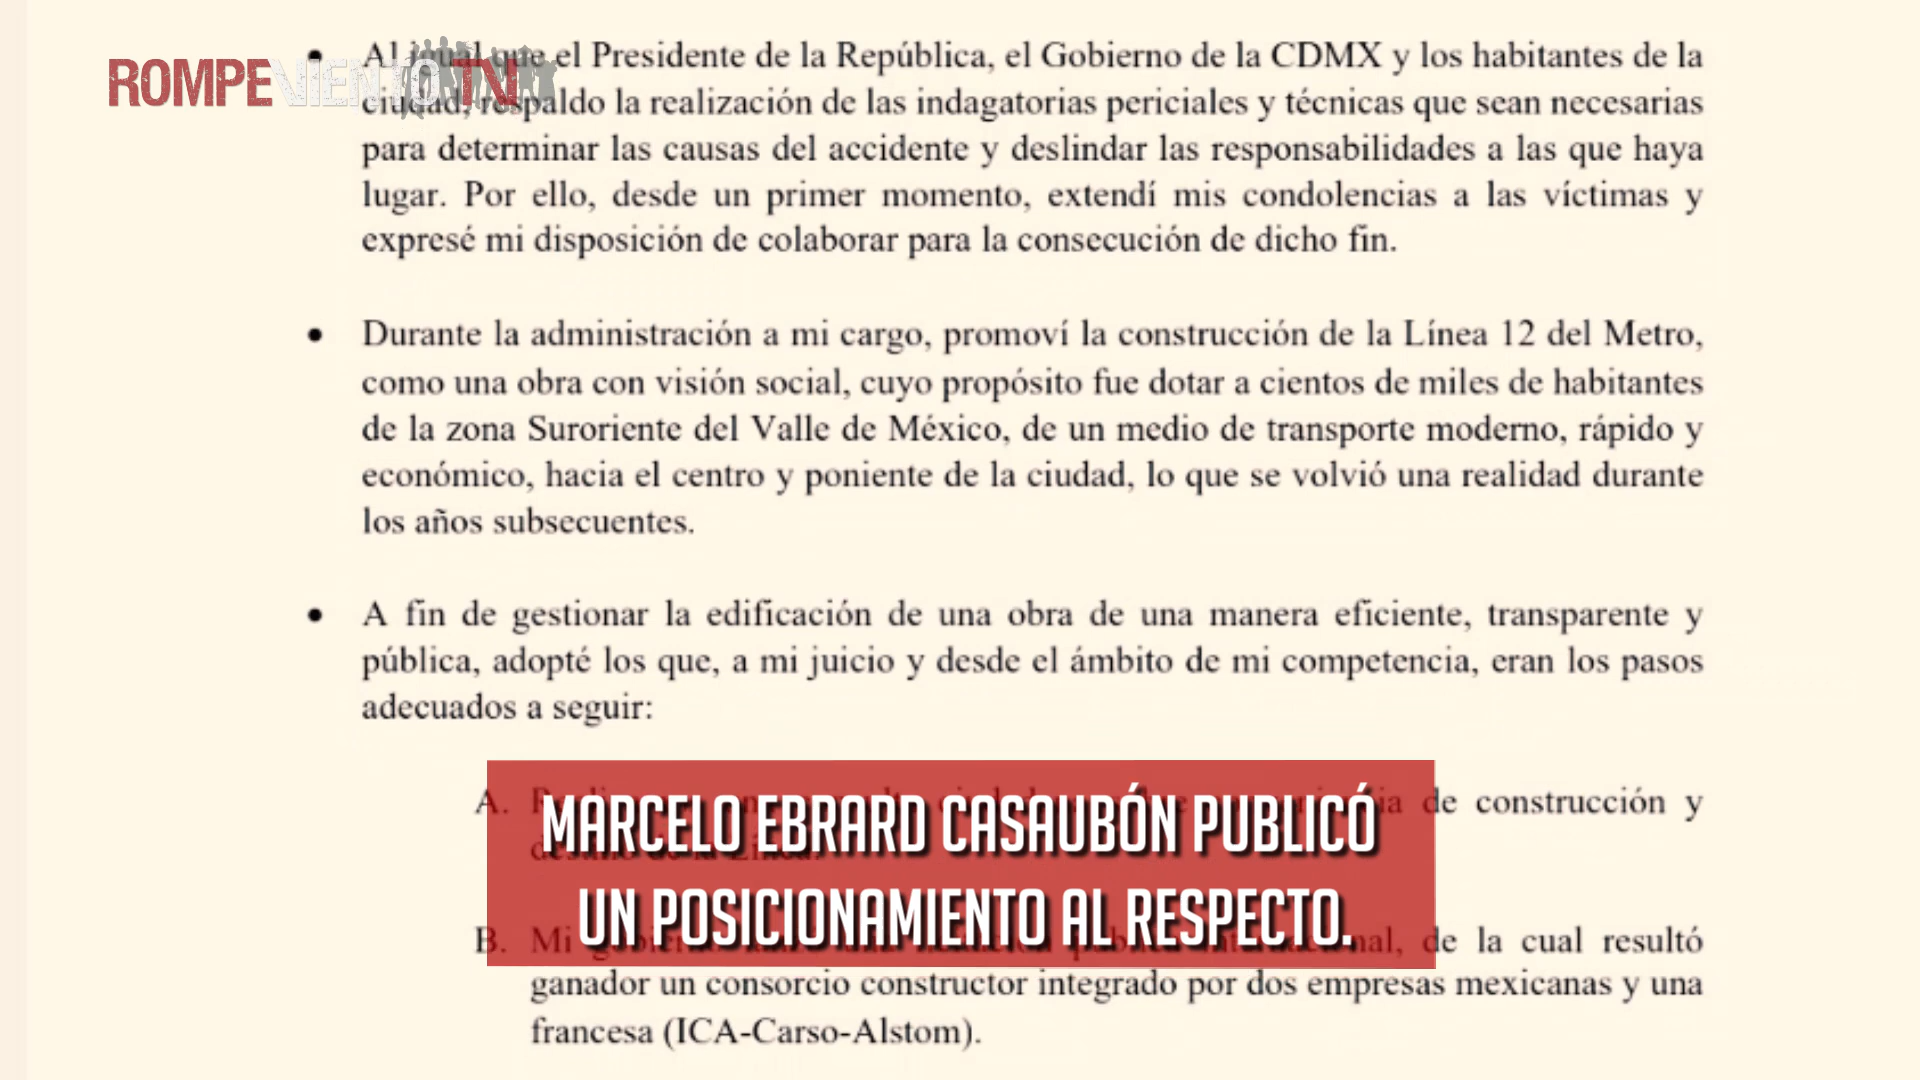 ROMPEVIENTO TV
Al igual que el Presidente de la República, el Gobierno de la CDMX y los habitantes de la
ciudad, respaldo la realización de las indagatorias periciales y técnicas que sean necesarias
para determinar las causas del accidente y deslindar las responsabilidades a las que haya
lugar. Por ello, desde un primer momento, extendí mis condolencias a las víctimas y
expresé mi disposición de colaborar para la consecución de dicho fin.
Durante la administración a mi cargo, promoví la construcción de la Línea 12 del Metro,
como una obra con visión social, cuyo propósito fue dotar a cientos de miles de habitantes
de la zona Suroriente del Valle de México, de un medio de transporte moderno, rápido y
económico, hacia el centro y poniente de la ciudad, lo que se volvió una realidad durante
los años subsecuentes.
A fin de gestionar la edificación de una obra de una manera eficiente, transparente y
pública, adopté los que, a mi juicio y desde el ámbito de mi competencia, eran los pasos
adecuados a seguir:
A. de construcción y
MARCELO EBRARD CASAUBÓN PUBLICÓ
UN POSICIONAMIENTO AL RESPECTO.
B. Mi de la cual resultó
ganador un consorcio constructor integrado por dos empresas mexicanas y una
francesa (ICA-Carso-Alstom).